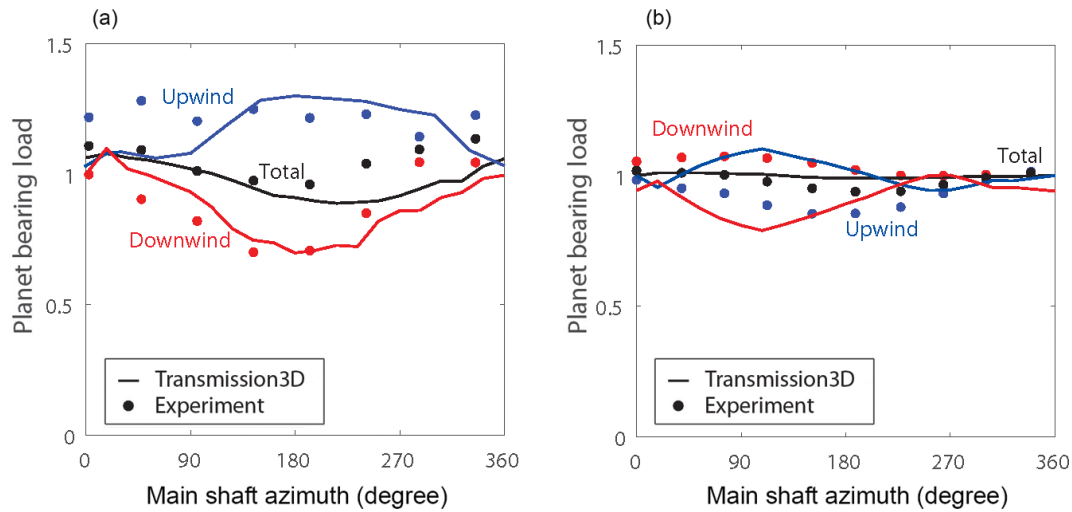 (a)
1.5
1
0.5
0
Planet bearing load
Upwind
Total
Downwind
Transmission3D
Experiment
0
90
180
270
360
Main shaft azimuth (degree)
(b)
1.5
1
0.5
0
Planet bearing load
Downwind
Total
Upwind
Transmission3D
Experiment
0
90
180
270
360
Main shaft azimuth (degree)